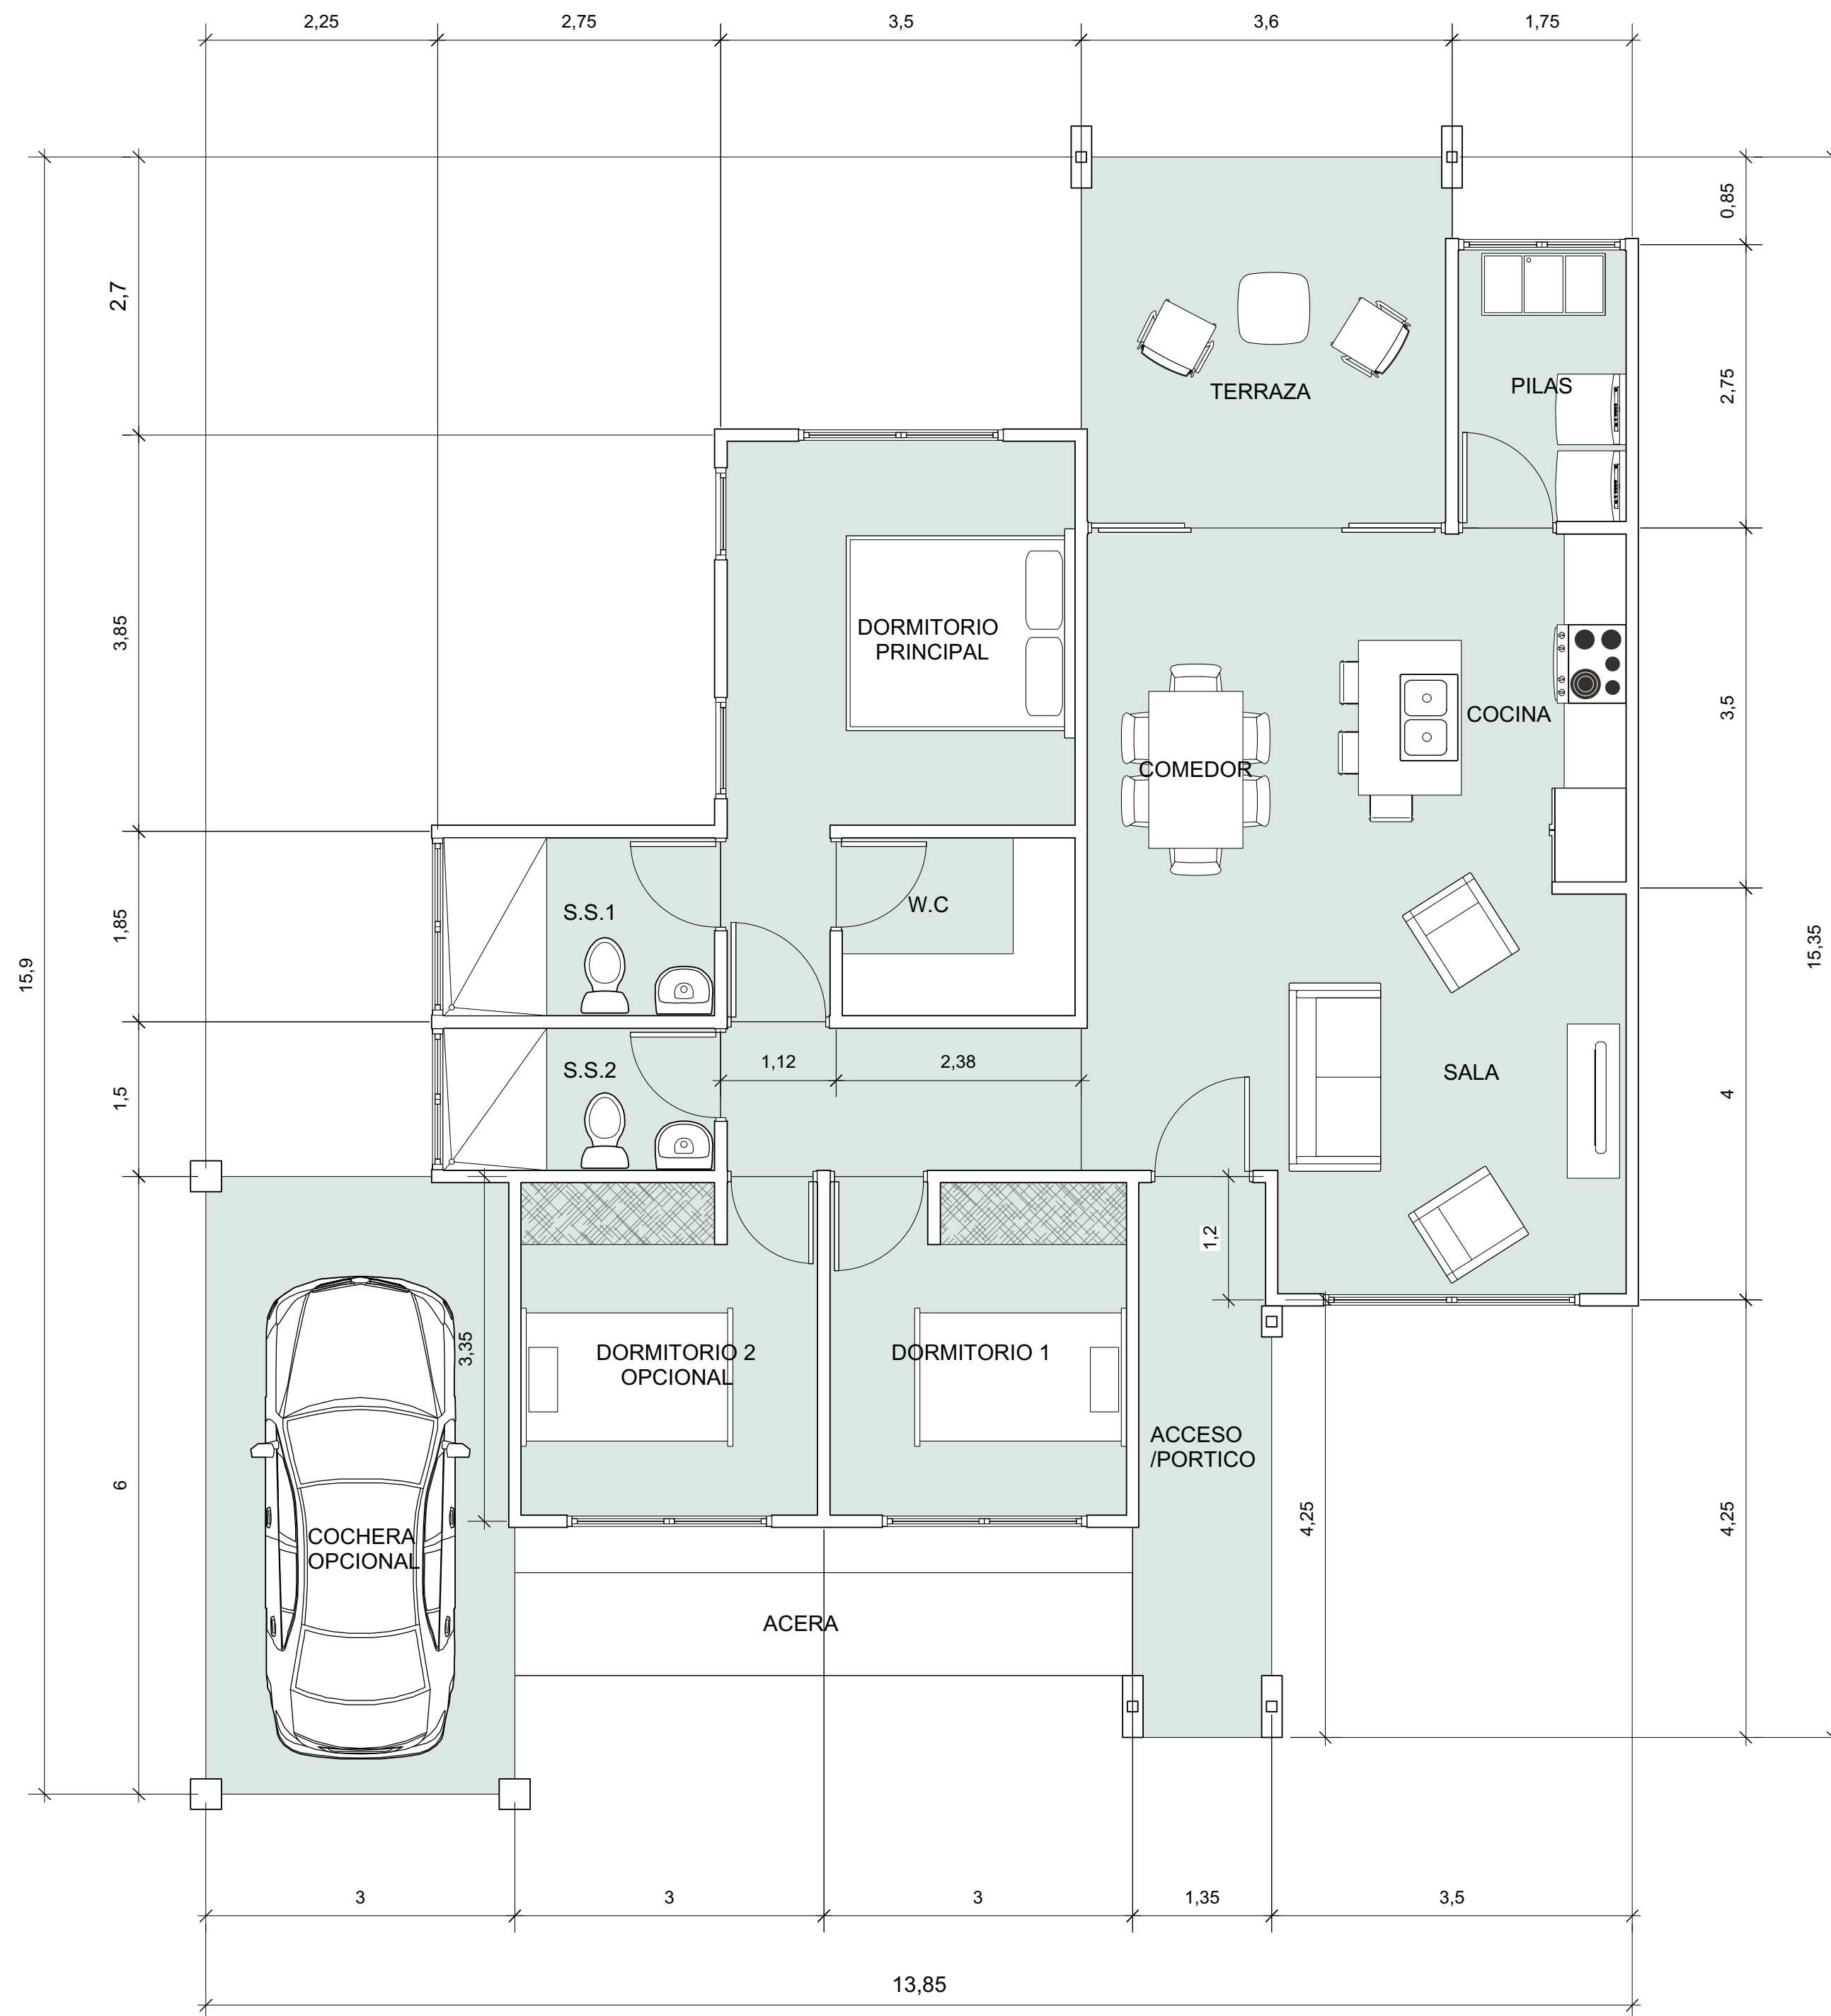 2,25
2,75
3,5
3,6
1,75
0,85
2,7
TERRAZA
PILAS
2,75
DORMITORIO
PRINCIPAL
3,85
COCINA
3,5
COMEDOR
S.S.1
W.C
1,85
15,9
15,35
S.S.2
1,12
2,38
SALA
1,5
4
1,2
3,35
DORMITORIO 2
OPCIONAL
DORMITORIO 1
ACCESO
/PORTICO
6
COCHERA
OPCIONAL
4,25
4,25
ACERA
3
3
3
1,35
3,5
13,85